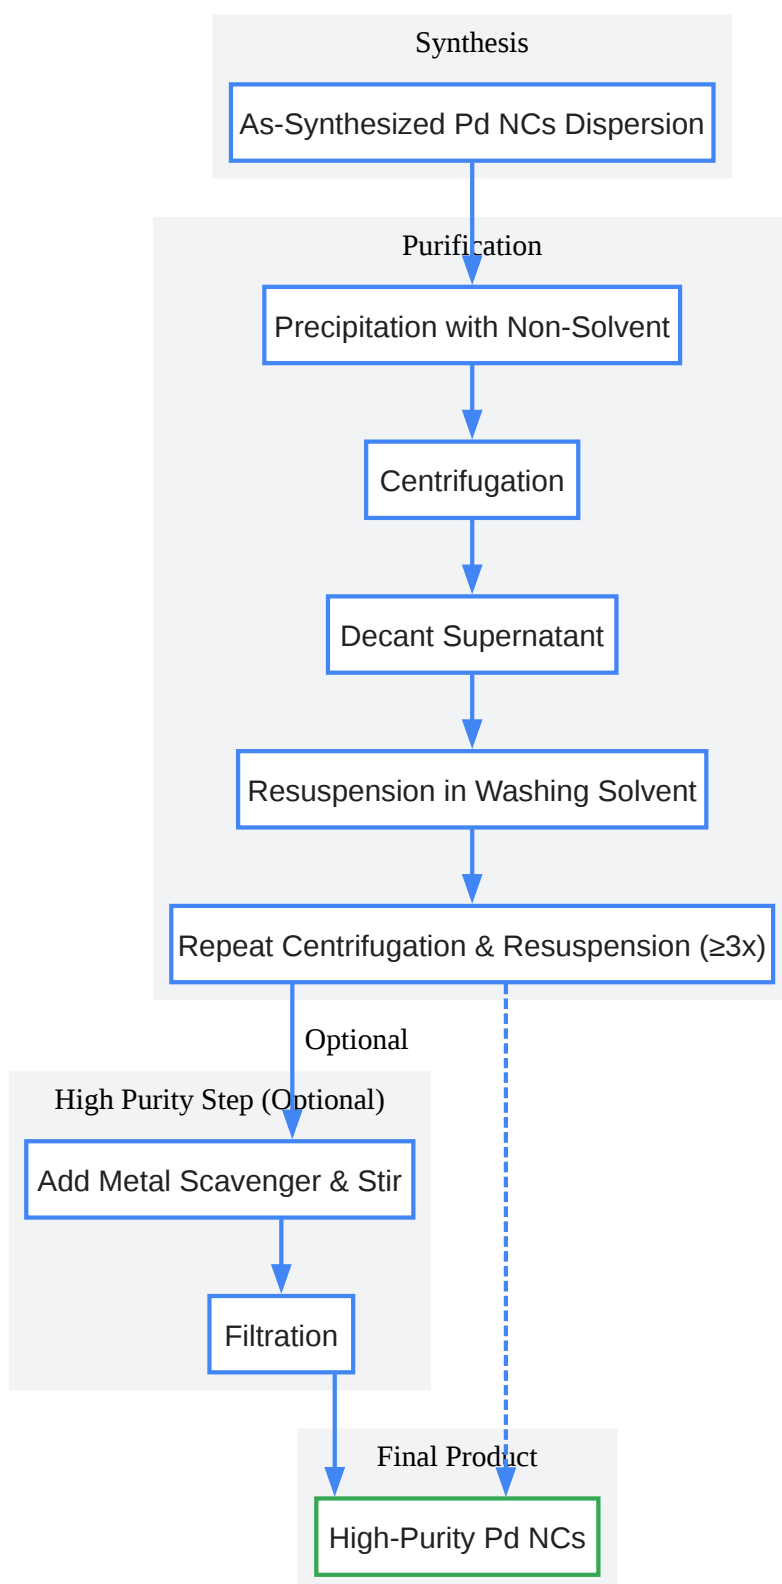 Synthesis
As-Synthesized Pd NCs Dispersion
Purification
Precipitation with Non-Solvent
Centrifugation
Decant Supernatant
Resuspension in Washing Solvent
Repeat Centrifugation & Resuspension (≥3x)
Optional
High Purity Step (Optional)
Add Metal Scavenger & Stir
Filtration
Final Product
High-Purity Pd NCs